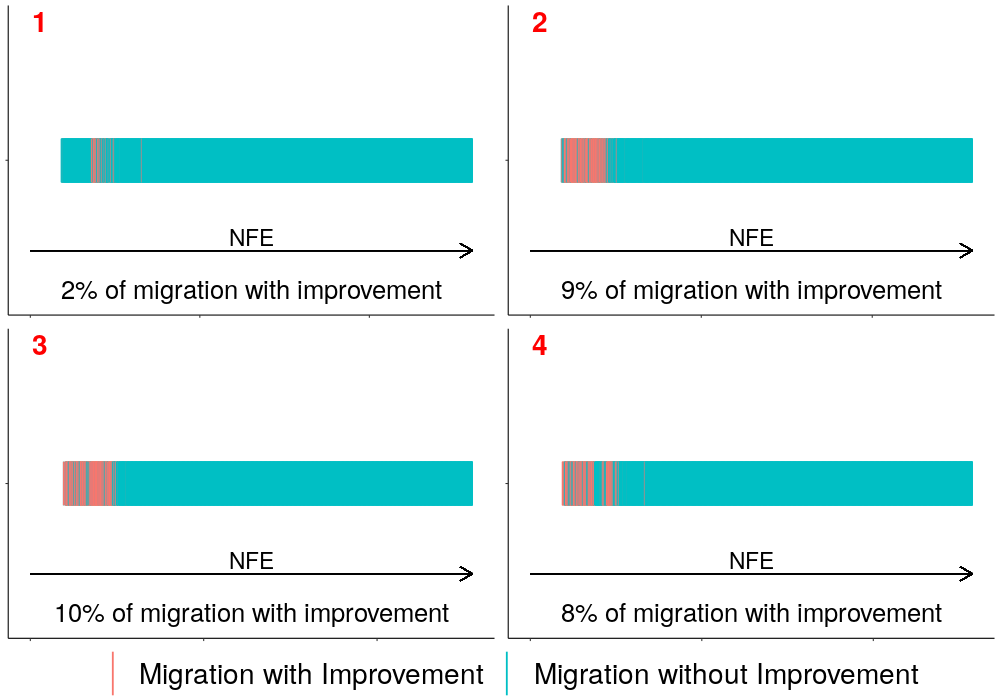 1
NFE
2% of migration with improvement
2
NFE
9% of migration with improvement
3
NFE
10% of migration with improvement
4
NFE
8% of migration with improvement
Migration with Improvement
Migration without Improvement